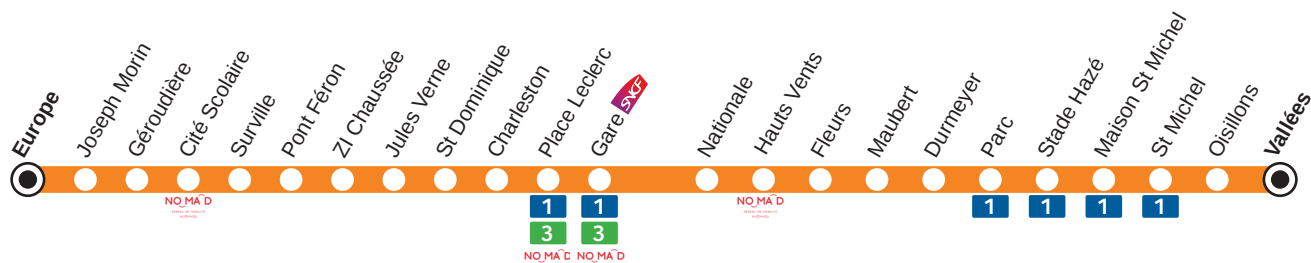 Europe
Joseph Morin
Géroudière
Cité Scolaire
Surville
Pont Féron
ZI Chaussée
Jules Verne
St Dominique
Charleston
Place Leclerc
Gare
SNCF
Nationale
Hauts Vents
Fleurs
Maubert
Durmeyer
Parc
Stade Hazé
Maison St Michel
St Michel
Oisillons
Vallées
NOMAD
1
3
NOMAD
1
3
NOMAD
NOMAD
1
1
1
1